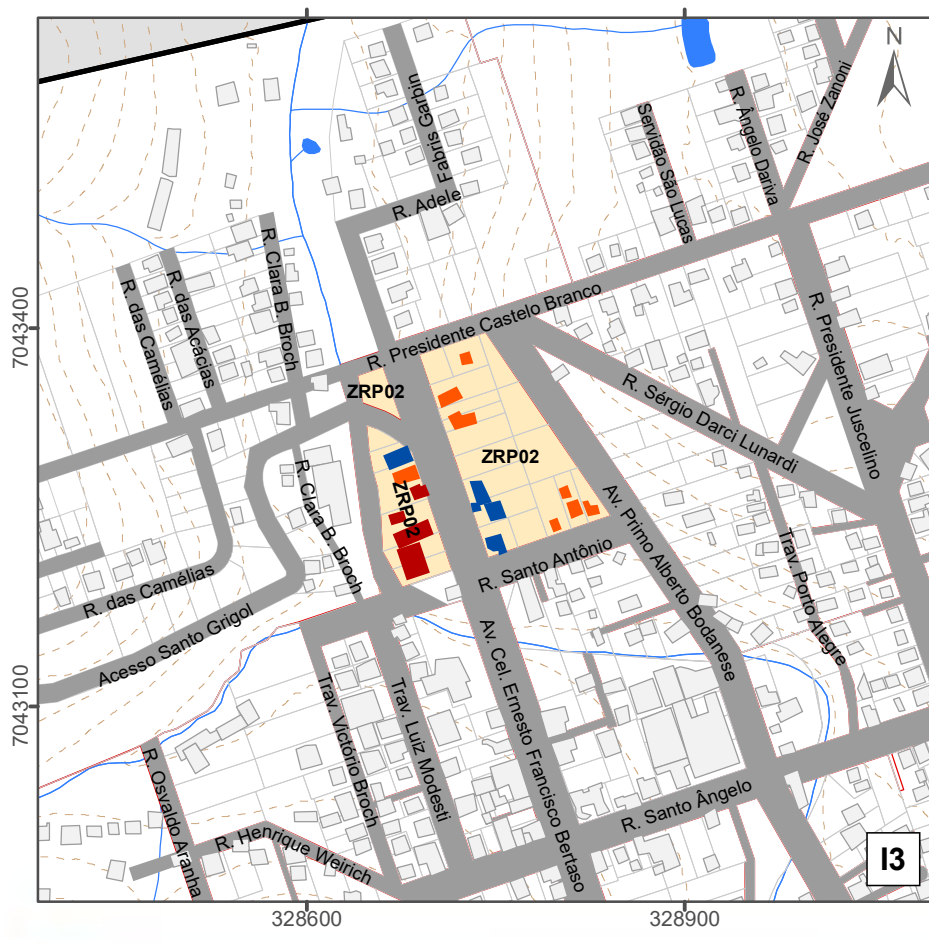 N
R. José Zanoni
R. Ângelo Dariva
Servidão São Lucas
Fabris Garbin
R. Adele
R. Clara B. Broch
R. das Acácias
R. das Camélias
R. Presidente Castelo Branco
R. Presidente Juscelino
7043400
ZRP02
R. Sérgio Darci Lunardi
ZRP02
ZRP02
R. Clara B. Broch
Av. Primo Alberto Bodanese
R. Santo Antônio
Trav. Porto Alegre
R. das Camélias
Acesso Santo Grigol
Av. Cel. Ernesto Francisco Bertaso
Trav. Luiz Modesti
Trav. Victório Broch
7043100
R. Osvaldo Aranha
R. Henrique Weirich
R. Santo Ângelo
I3
328600
328900